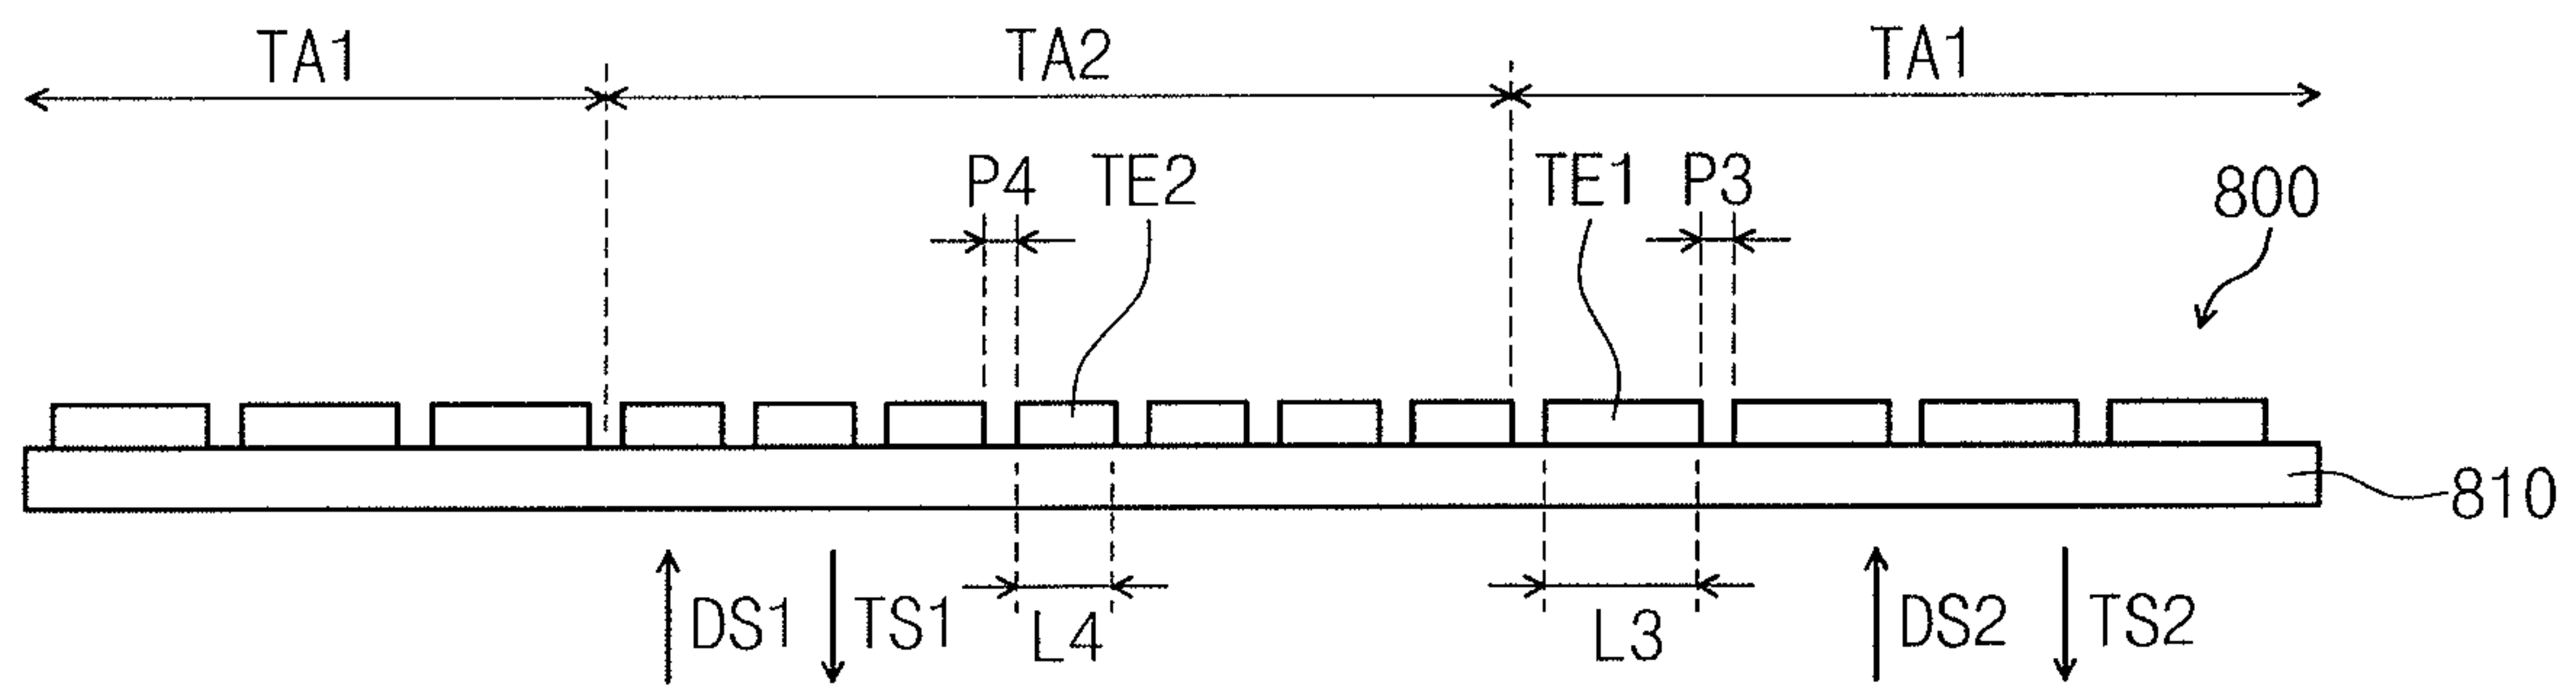 TA1 TA2 TA1
P4 TE2 TE1 P3
800
810
DS1 TS1 L4 L3 DS2 TS2